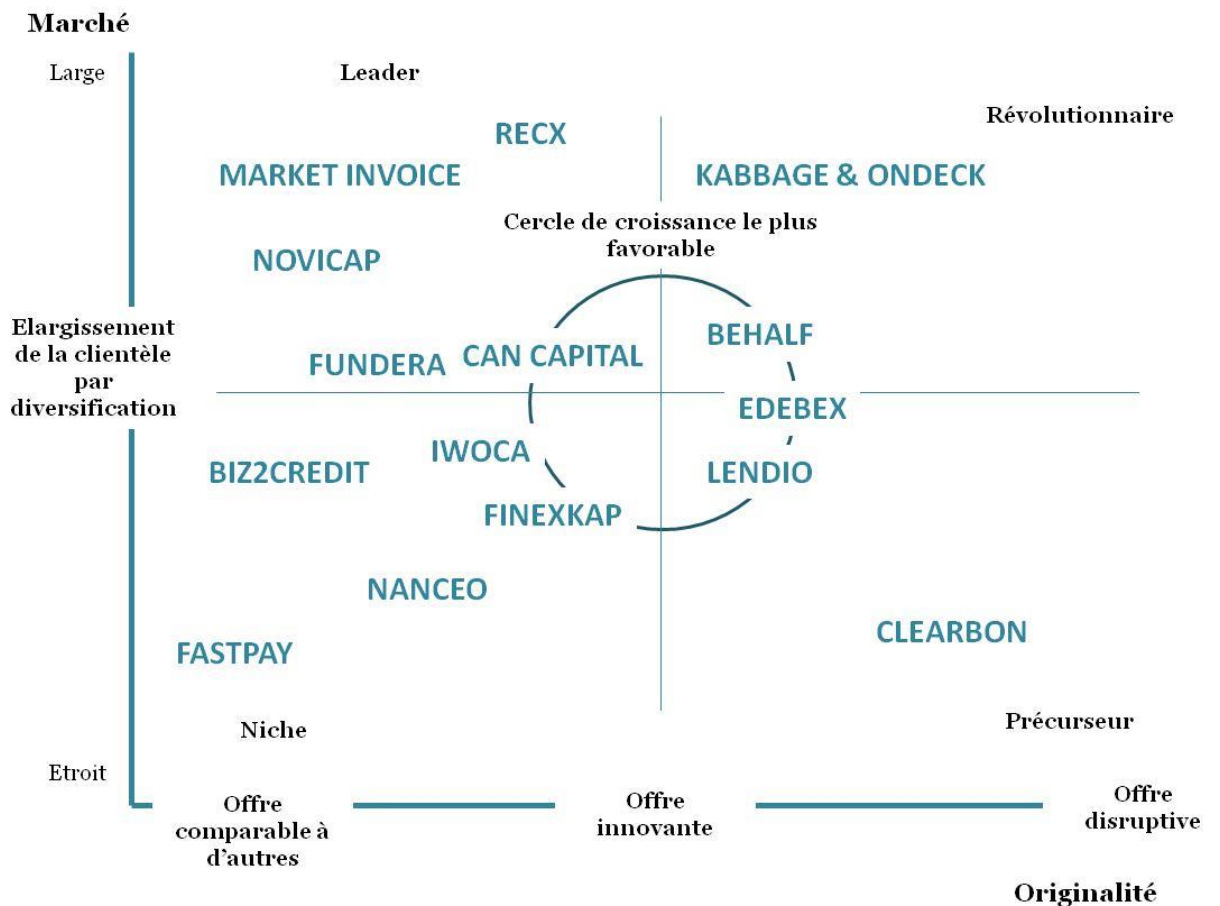 Marché
Large
Leader
Révolutionnaire
RECX
MARKET INVOICE
KABBAGE & ONDECK
Cercle de croissance le plus
favorable
NOVICAP
Elargissement
de la clientèle
par
diversification
BEHALF
FUNDERA
CAN CAPITAL
EDEBEX
IWOCA
BIZ2CREDIT
LENDIO
FINEXKAP
NANCEO
CLEARBON
FASTPAY
Niche
Précurseur
Etroit
Offre
comparable à
d’autres
Offre
innovante
Offre
disruptive
Originalité